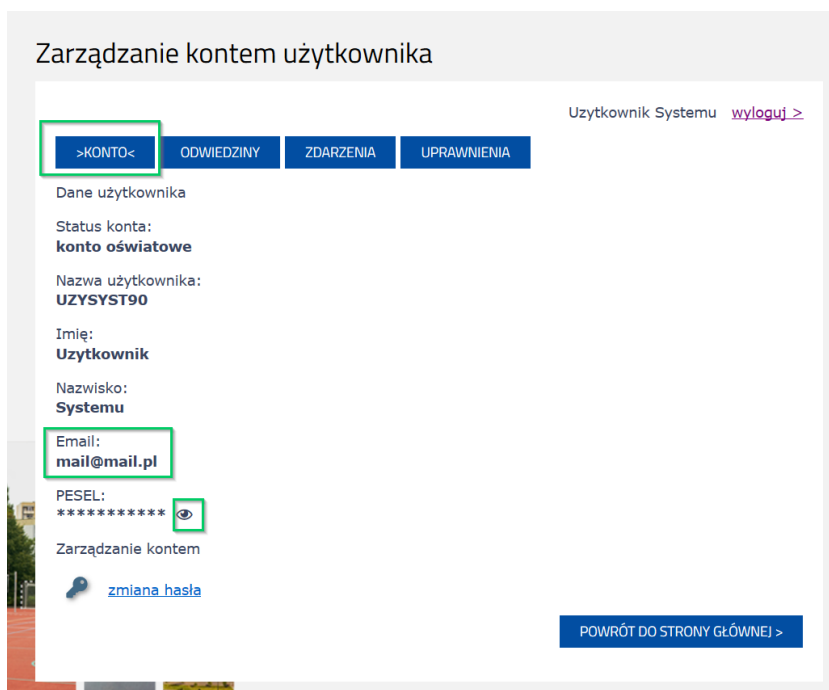 Zarządzanie kontem użytkownika
Uzytkownik Systemu wyloguj >
>KONTO< ODWIEDZINY ZDARZENIA UPRAWNIENIA
Dane użytkownika
Status konta:
konto oświatowe
Nazwa użytkownika:
UZYSYST90
Imię:
Uzytkownik
Nazwisko:
Systemu
Email:
mail@mail.pl
PESEL:
***********
Zarządzanie kontem
zmiana hasła
POWRÓT DO STRONY GŁÓWNEJ >